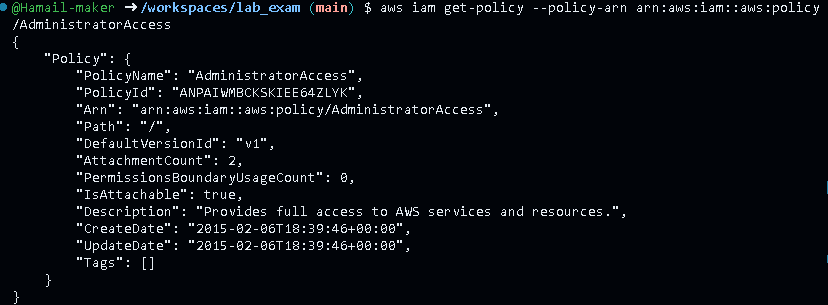 @Hamail-maker ➜ /workspaces/lab_exam (main) $ aws iam get-policy --policy-arn arn:aws:iam::aws:policy
/AdministratorAccess
{
    "Policy": {
        "PolicyName": "AdministratorAccess",
        "PolicyId": "ANPAIWMBCKSKIEE64ZLYK",
        "Arn": "arn:aws:iam::aws:policy/AdministratorAccess",
        "Path": "/",
        "DefaultVersionId": "v1",
        "AttachmentCount": 2,
        "PermissionsBoundaryUsageCount": 0,
        "IsAttachable": true,
        "Description": "Provides full access to AWS services and resources.",
        "CreateDate": "2015-02-06T18:39:46+00:00",
        "UpdateDate": "2015-02-06T18:39:46+00:00",
        "Tags": []
    }
}